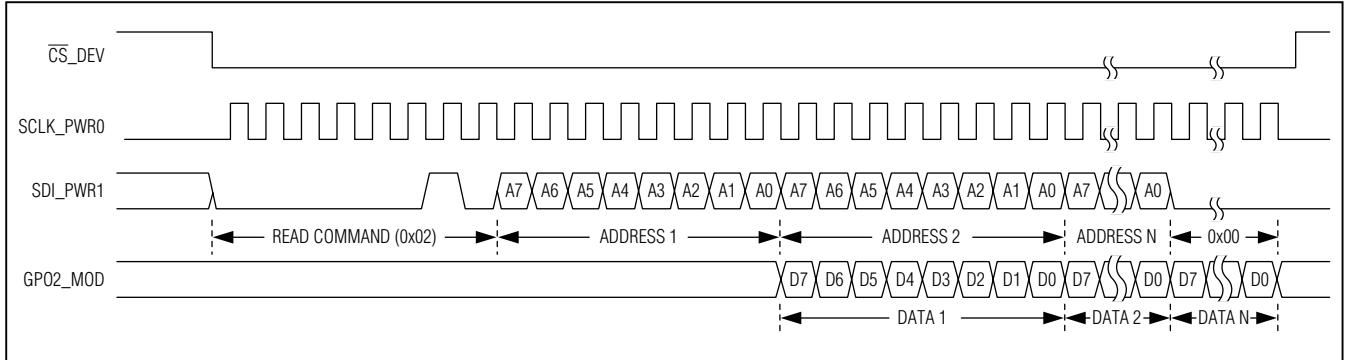 CS_DEV
SCLK_PWR0
SDI_PWR1 A7 A6 A5 A4 A3 A2 A1 A0 A7 A6 A5 A4 A3 A2 A1 A0 A7 A0
READ COMMAND (0x02) ADDRESS 1 ADDRESS 2 ADDRESS N 0x00
GPO2_MOD D7 D6 D5 D4 D3 D2 D1 D0 D7 D0 D7 D0
DATA 1 DATA 2 DATA N